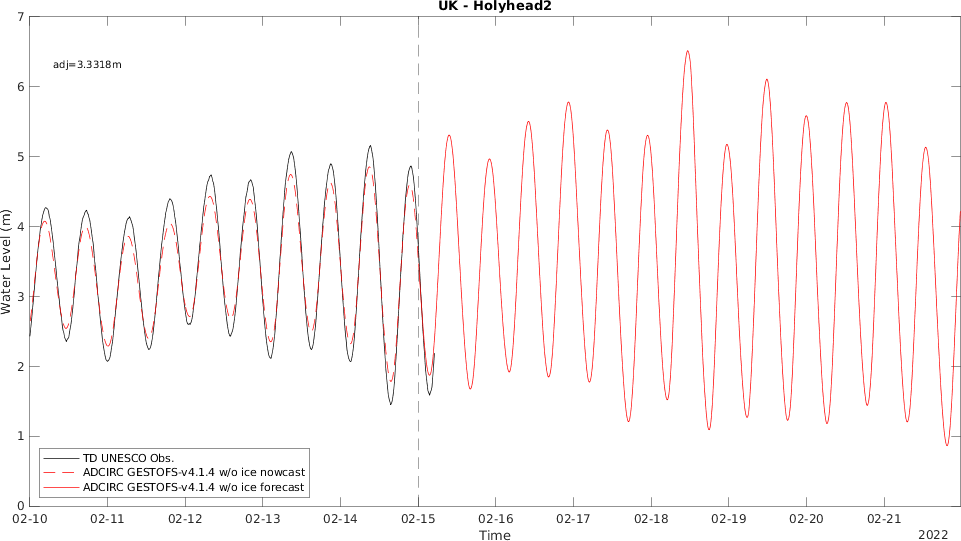 UK - Holyhead2
7
adj=3.3318m
6
5
4
Water Level (m)
3
2
1
TD UNESCO Obs.
ADCIRC GESTOFS-v4.1.4 w/o ice nowcast
ADCIRC GESTOFS-v4.1.4 w/o ice forecast
0
02-10 02-11 02-12 02-13 02-14 02-15 02-16 02-17 02-18 02-19 02-20 02-21
Time
2022